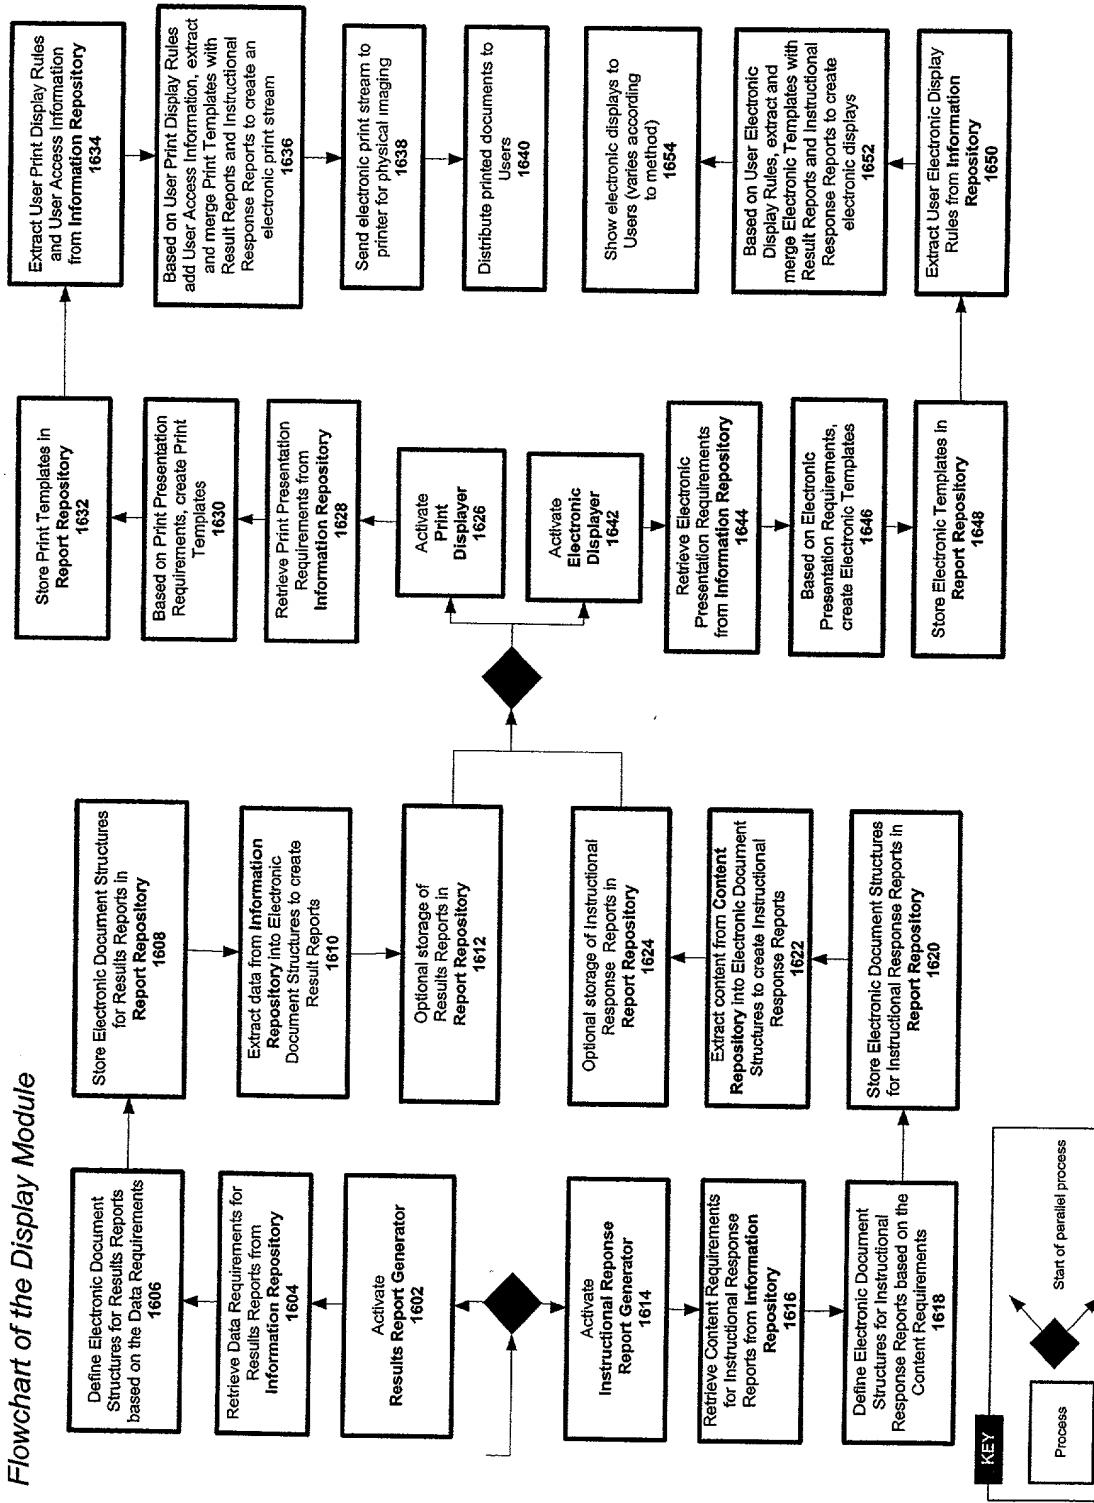 Flowchart of the Display Module
Define Electronic Document
Structures for Results Reports
based on the Data Requirements
1606
Retrieve Data Requirements for
Results Reports from
Information Repository
1604
Activate
Results Report Generator
1602
Activate
Instructional Reponse
Report Generator
1614
Retrieve Content Requirements
for Instructional Response
Reports from Information
Repository
1616
Define Electronic Document
Structures for Instructional
Response Reports based on the
Content Requirements
1618
Store Electronic Document Structures
for Results Reports in
Report Repository
1608
Extract data from Information
Repository into Electronic
Document Structures to create
Result Reports
1610
Optional storage of
Results Reports in
Report Repository
1612
Optional storage of Instructional
Response Reports in
Report Repository
1624
Extract content from Content
Repository into Electronic Document
Structures to create Instructional
Response Reports
1622
Store Electronic Document Structures
for Instructional Response Reports in
Report Repository
1620
Store Print Templates in
Report Repository
1632
Based on Print Presentation
Requirements, create Print
Templates
1630
Retrieve Print Presentation
Requirements from
Information Repository
1628
Activate
Print
Displayer
1626
Activate
Electronic
Displayer
1642
Retrieve Electronic
Presentation Requirements
from Information Repository
1644
Based on Electronic
Presentation Requirements,
create Electronic Templates
1646
Store Electronic Templates in
Report Repository
1648
Extract User Print Display Rules
and User Access Information
from Information Repository
1634
Based on User Print Display Rules
add User Access Information, extract
and merge Print Templates with
Result Reports and Instructional
Response Reports to create an
electronic print stream
1636
Send electronic print stream to
printer for physical imaging
1638
Distribute printed documents to
Users
1640
Show electronic displays to
Users (varies according
to method)
1654
Based on User Electronic
Display Rules, extract and
merge Electronic Templates with
Result Reports and Instructional
Response Reports to create
electronic displays
1652
Extract User Electronic Display
Rules from Information
Repository
1650
KEY
Process
Start of parallel process